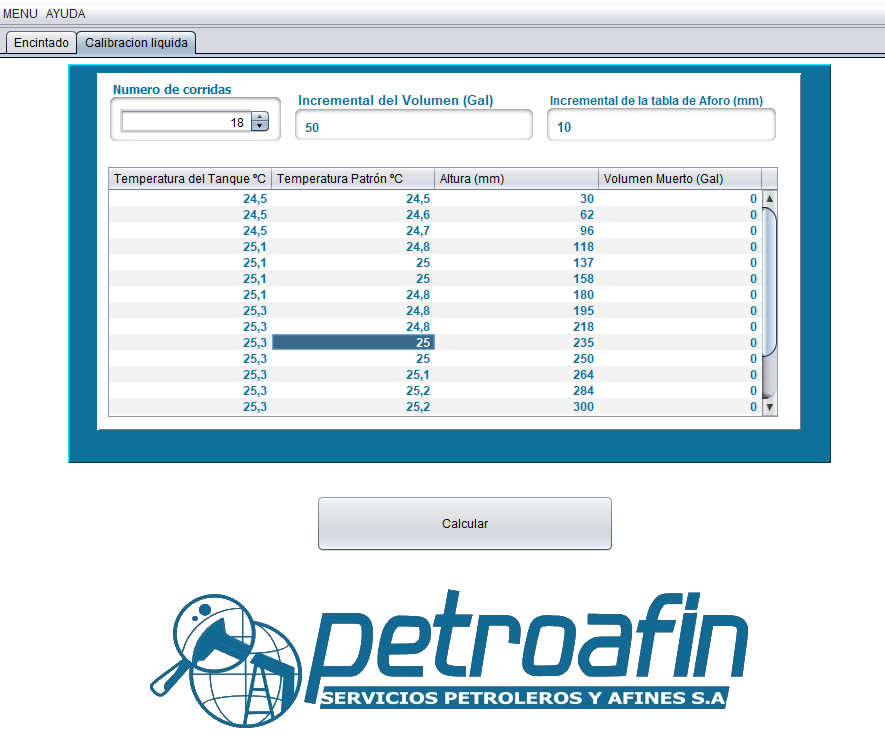 MENU AYUDA
Encintado Calibracion liquida
Numero de corridas Incremental del Volumen (Gal) Incremental de la tabla de Aforo (mm)
18 50 10
Temperatura del Tanque ºC Temperatura Patrón ºC Altura (mm) Volumen Muerto (Gal)
24,5 24,5 30 0
24,5 24,6 62 0
24,5 24,7 96 0
25,1 24,8 118 0
25,1 25 137 0
25,1 25 158 0
25,1 24,8 180 0
25,3 24,8 195 0
25,3 24,8 218 0
25,3 25 235 0
25,3 25 250 0
25,3 25,1 264 0
25,3 25,2 284 0
25,3 25,2 300 0
Calcular
petroafin
SERVICIOS PETROLEROS Y AFINES S.A